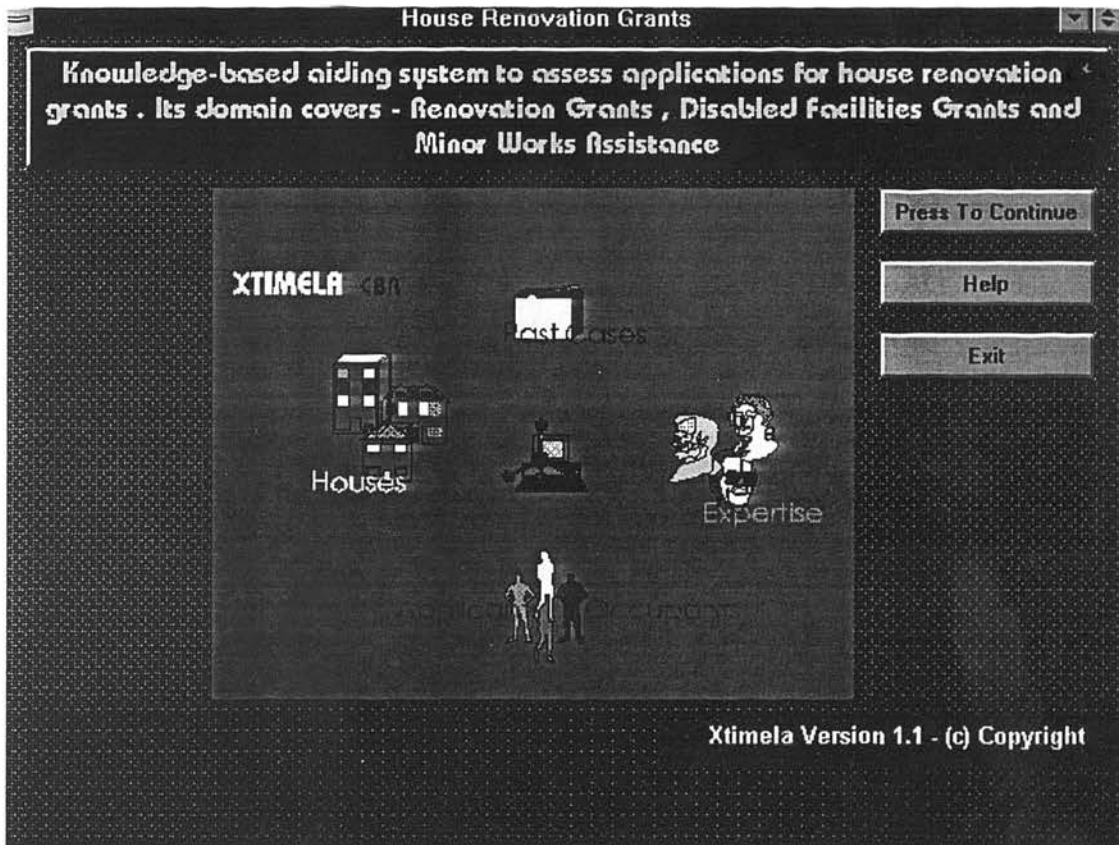 House Renovation Grants
Knowledge-based aiding system to assess applications for house renovation
grants . Its domain covers - Renovation Grants , Disabled Facilities Grants and
Minor Works Assistance
Press To Continue
XTIMELA CBR
Help
Past Cases
Exit
Houses
Expertise
Occupants
Xtimela Version 1.1 - (c) Copyright